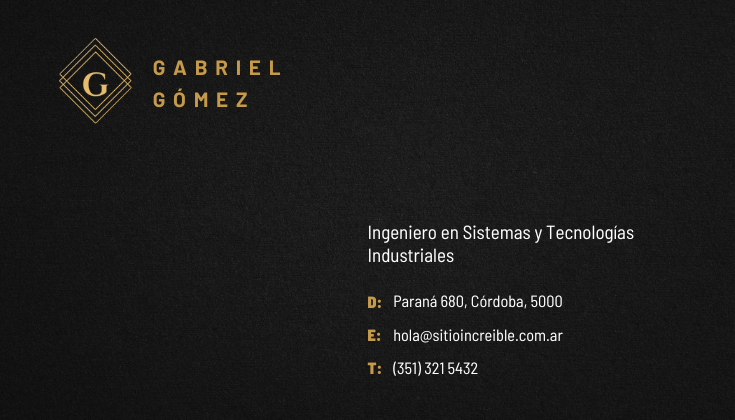 G
GABRIEL
GÓMEZ
Ingeniero en Sistemas y Tecnologías
Industriales
D: Paraná 680, Córdoba, 5000
E: hola@sitioincreible.com.ar
T: (351) 321 5432